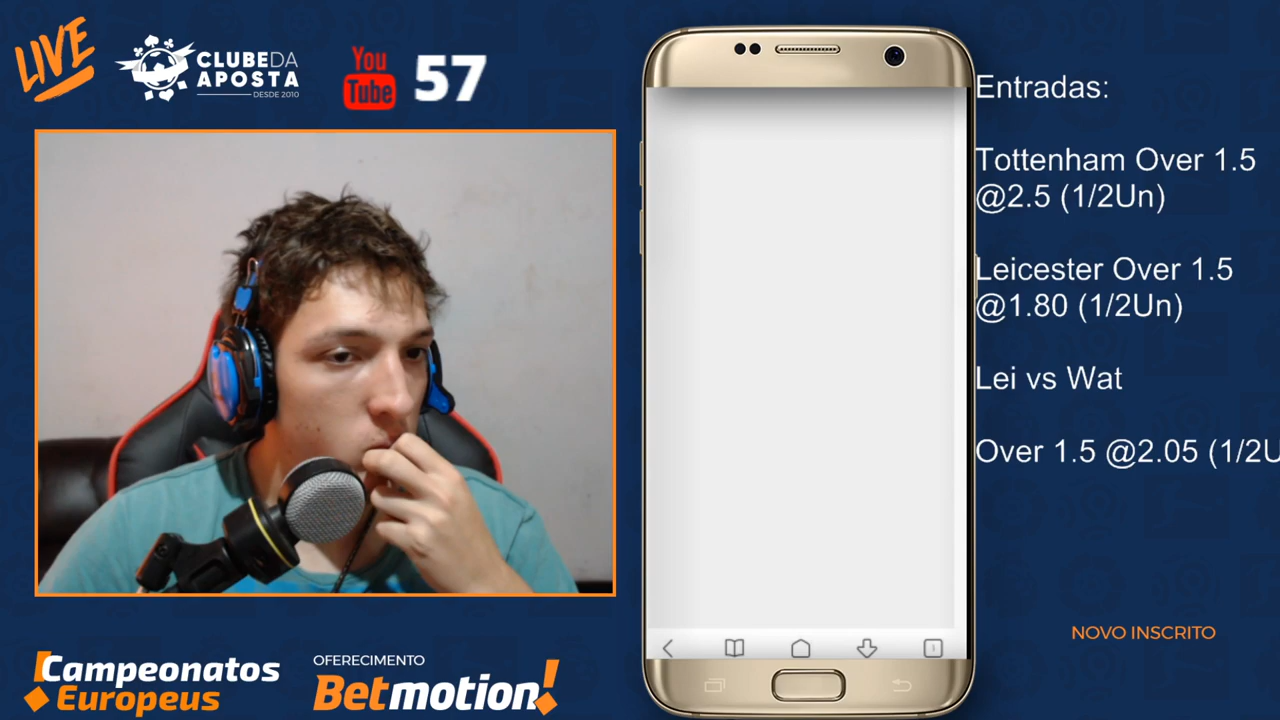 LIVE
CLUBEDA
APOSTA
DESDE 2010
You
Tube
57
Entradas:
Tottenham Over 1.5
@2.5 (1/2Un)
Leicester Over 1.5
@1.80 (1/2Un)
Lei vs Wat
Over 1.5 @2.05 (1/2U
NOVO INSCRITO
!Campeonatos
Europeus
OFERECIMENTO
Betmotion!